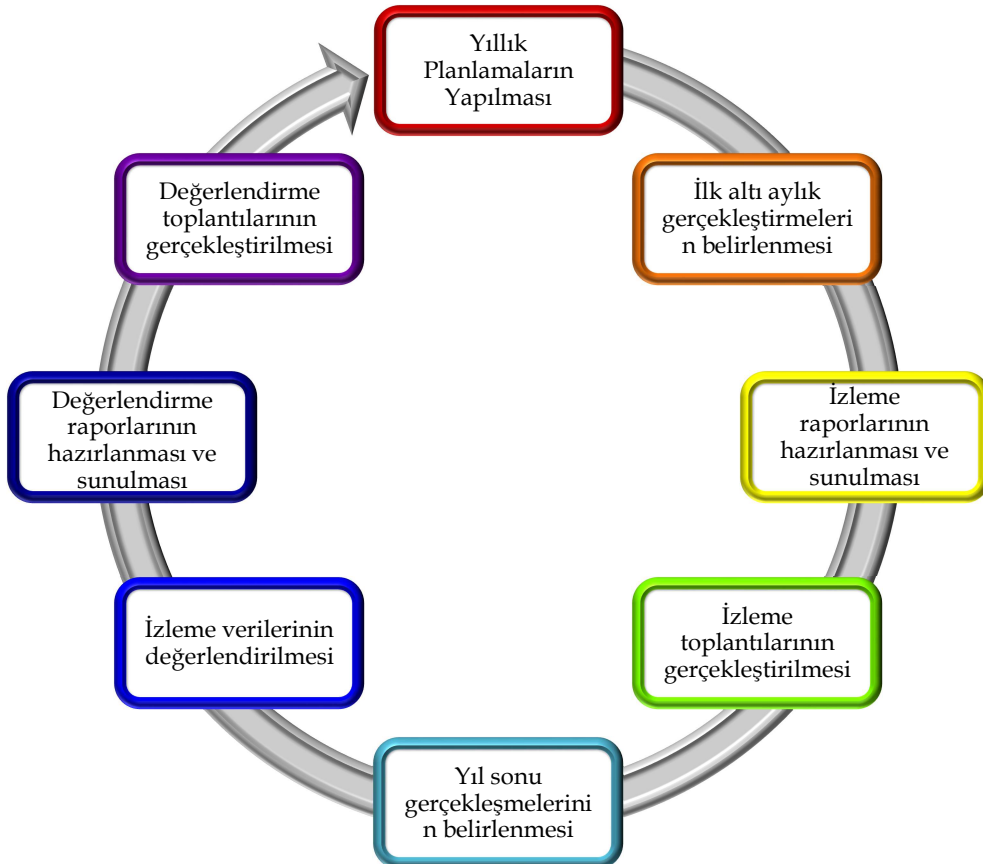 Yıllık
Planlamaların
Yapılması
İlk altı aylık
gerçekleştirmeleri
n belirlenmesi
İzleme
raporlarının
hazırlanması ve
sunulması
İzleme
toplantılarının
gerçekleştirilmesi
Yıl sonu
gerçekleşmelerini
n belirlenmesi
İzleme verilerinin
değerlendirilmesi
Değerlendirme
raporlarının
hazırlanması ve
sunulması
Değerlendirme
toplantılarının
gerçekleştirilmesi